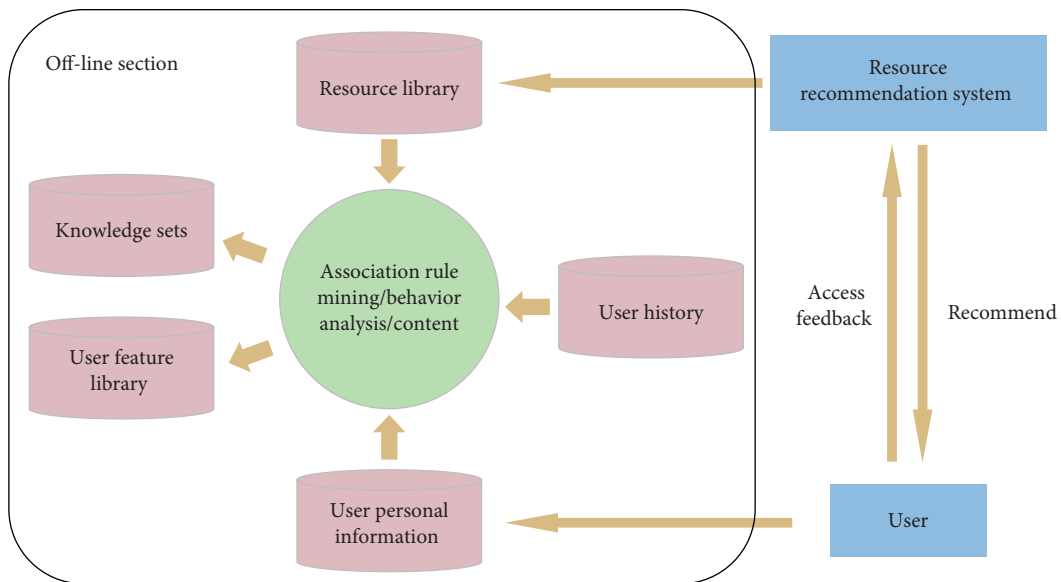 Off-line section
Resource library
Resource
recommendation system
Knowledge sets
Association rule
mining/behavior
analysis/content
User history
Access
feedback
Recommend
User feature
library
User personal
information
User